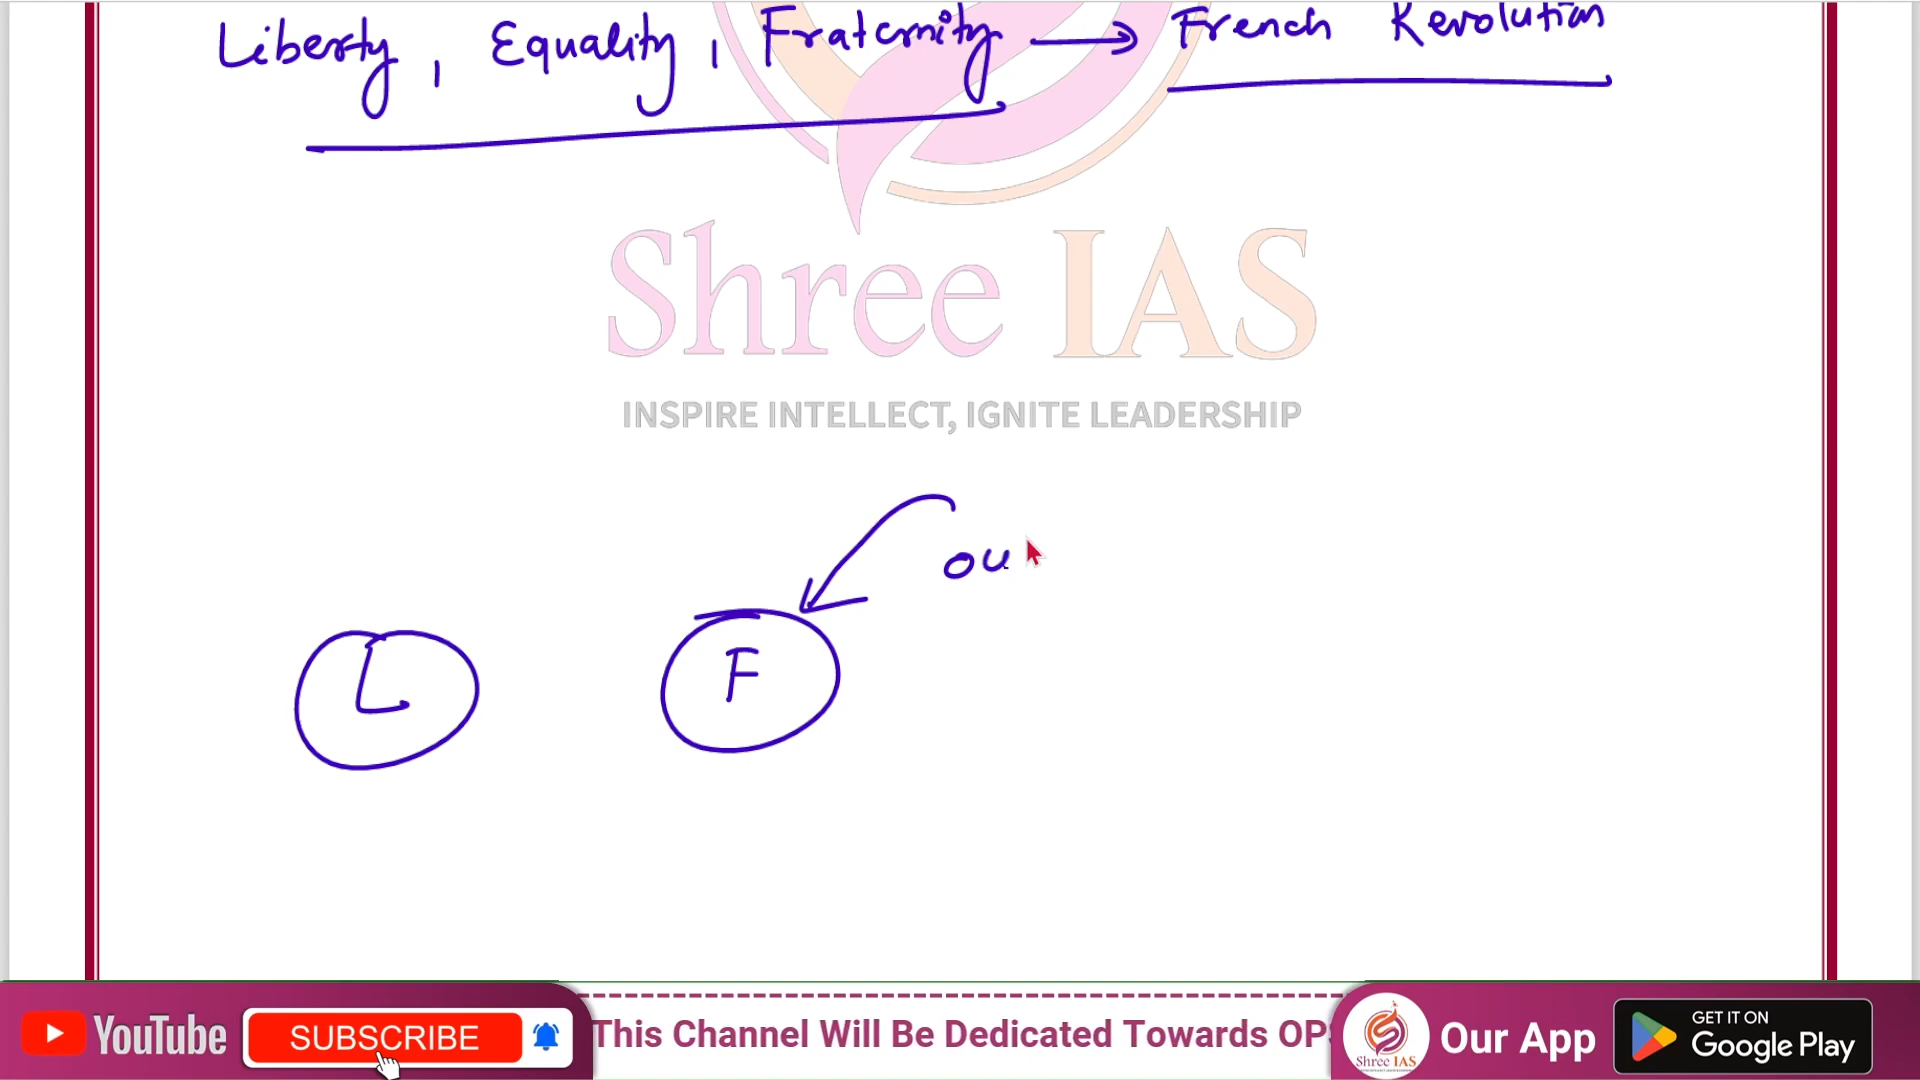 Liberty, Equality, Fraternity → French Revolution
Shree IAS
INSPIRE INTELLECT, IGNITE LEADERSHIP
ou
L F
YouTube SUBSCRIBE This Channel Will Be Dedicated Towards OPS Shree IAS Our App GET IT ON Google Play